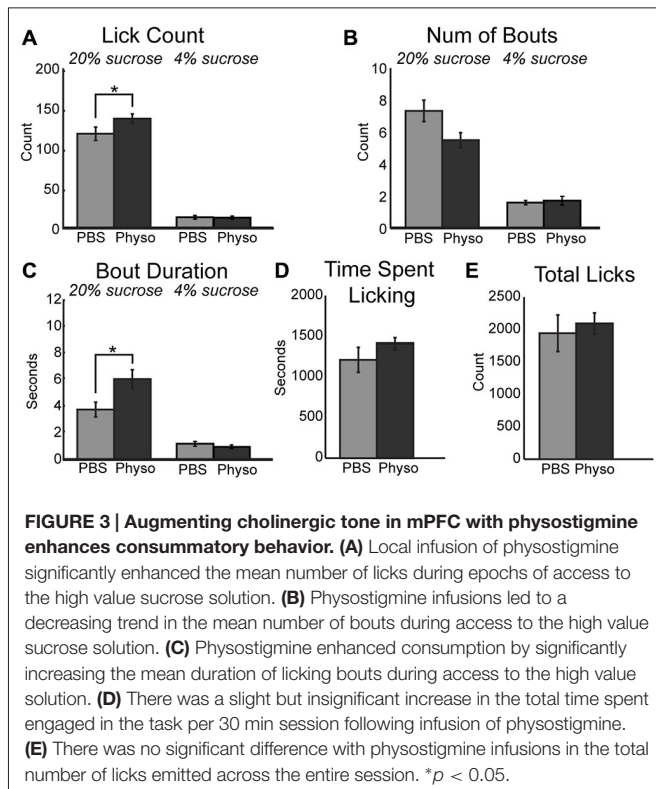 A Lick Count
20% sucrose 4% sucrose
*
200
150
100
50
0
Count
PBS Physo PBS Physo
B Num of Bouts
20% sucrose 4% sucrose
10
8
6
4
2
0
Count
PBS Physo PBS Physo
C Bout Duration
20% sucrose 4% sucrose
*
12
10
8
6
4
2
0
Seconds
PBS Physo PBS Physo
D Time Spent
Licking
2000
1500
1000
500
0
Seconds
PBS Physo
E Total Licks
2500
2000
1500
1000
500
0
Count
PBS Physo
FIGURE 3 | Augmenting cholinergic tone in mPFC with physostigmine
enhances consummatory behavior. (A) Local infusion of physostigmine
significantly enhanced the mean number of licks during epochs of access to
the high value sucrose solution. (B) Physostigmine infusions led to a
decreasing trend in the mean number of bouts during access to the high value
sucrose solution. (C) Physostigmine enhanced consumption by significantly
increasing the mean duration of licking bouts during access to the high value
solution. (D) There was a slight but insignificant increase in the total time spent
engaged in the task per 30 min session following infusion of physostigmine.
(E) There was no significant difference with physostigmine infusions in the total
number of licks emitted across the entire session. *p < 0.05.